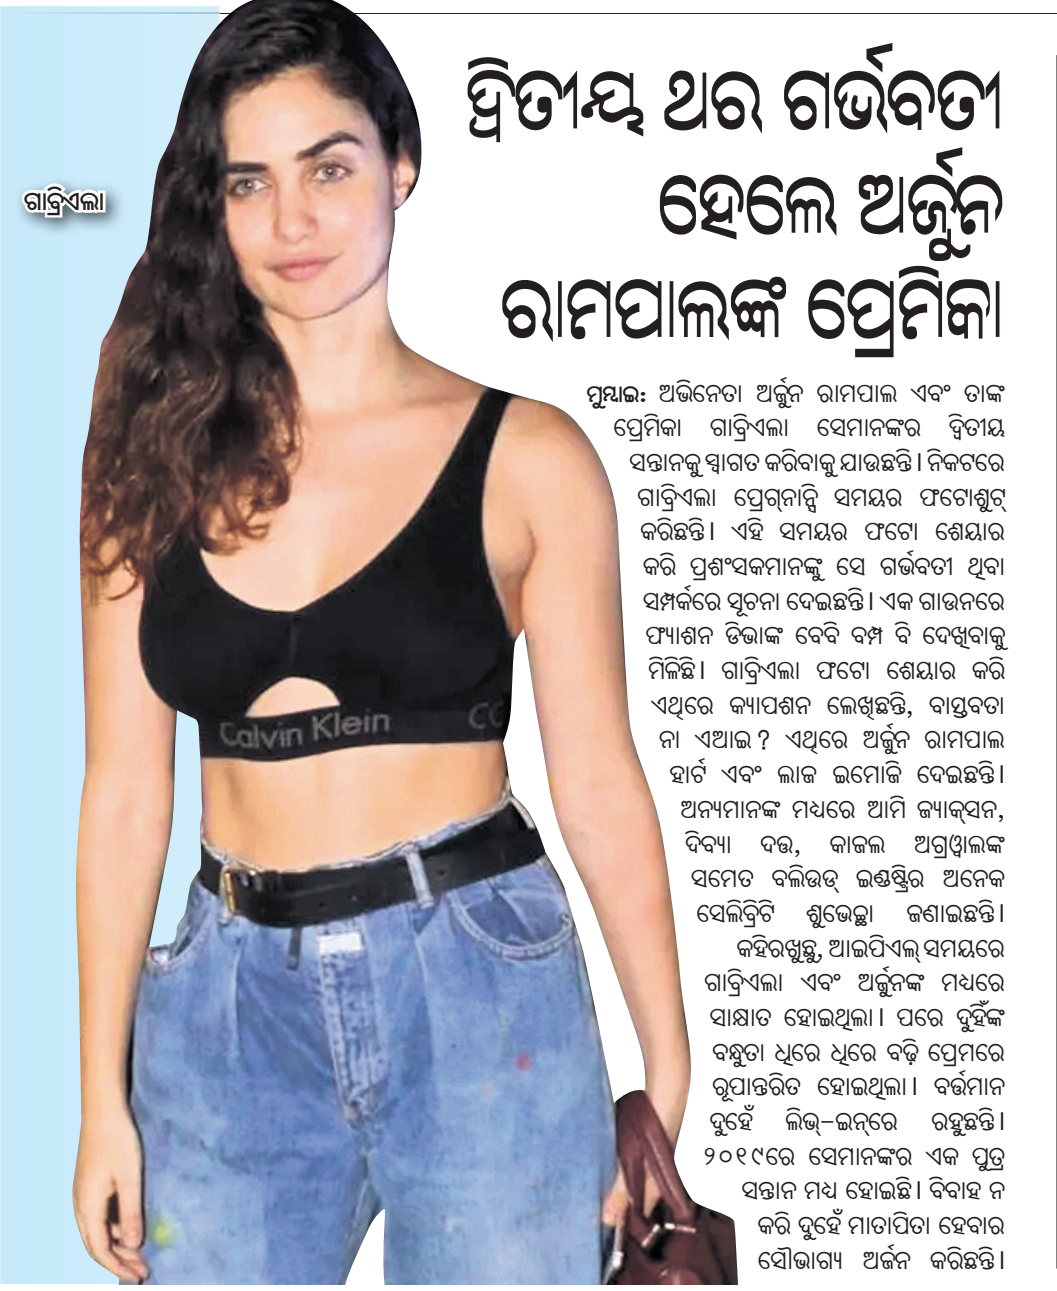 ଦ୍ୱିତୀୟ ଥର ଗର୍ଭବତୀ
ହେଲେ ଅର୍ଜୁନ
ରାମପାଲଙ୍କ ପ୍ରେମିକା
ଗାବ୍ରିଏଲା
ମୁମ୍ବାଇ: ଅଭିନେତା ଅର୍ଜୁନ ରାମପାଲ ଏବଂ ତାଙ୍କ
ପ୍ରେମିକା ଗାବ୍ରିଏଲା ସେମାନଙ୍କର ଦ୍ୱିତୀୟ
ସନ୍ତାନକୁ ସ୍ୱାଗତ କରିବାକୁ ଯାଉଛନ୍ତି। ନିକଟରେ
ଗାବ୍ରିଏଲା ପ୍ରେଗ୍‌ନାନ୍ସି ସମୟର ଫଟୋଶୁଟ୍
କରିଛନ୍ତି। ଏହି ସମୟର ଫଟୋ ଶେୟାର
କରି ପ୍ରଶଂସକମାନଙ୍କୁ ସେ ଗର୍ଭବତୀ ଥିବା
ସମ୍ପର୍କରେ ସୂଚନା ଦେଇଛନ୍ତି। ଏକ ଗାଉନରେ
ଫ୍ୟାଶନ ଡିଭାଙ୍କ ବେବି ବମ୍ପ ବି ଦେଖିବାକୁ
ମିଳିଛି। ଗାବ୍ରିଏଲା ଫଟୋ ଶେୟାର କରି
ଏଥିରେ କ୍ୟାପଶନ ଲେଖିଛନ୍ତି, ବାସ୍ତବତା
ନା ଏଆଇ? ଏଥିରେ ଅର୍ଜୁନ ରାମପାଲ
ହାର୍ଟ ଏବଂ ଲାଜ ଇମୋଜି ଦେଇଛନ୍ତି।
ଅନ୍ୟମାନଙ୍କ ମଧ୍ୟରେ ଆମି ଜ୍ୟାକ୍‌ସନ,
ଦିବ୍ୟା ଦତ୍ତ, କାଜଲ ଅଗ୍ରୱାଲଙ୍କ
ସମେତ ବଲିଉଡ୍ ଇଣ୍ଡଷ୍ଟ୍ରିର ଅନେକ
ସେଲିବ୍ରିଟି ଶୁଭେଚ୍ଛା ଜଣାଇଛନ୍ତି।
କହିରଖୁଛୁ, ଆଇପିଏଲ୍ ସମୟରେ
ଗାବ୍ରିଏଲା ଏବଂ ଅର୍ଜୁନଙ୍କ ମଧ୍ୟରେ
ସାକ୍ଷାତ ହୋଇଥିଲା। ପରେ ଦୁହିଁଙ୍କ
ବନ୍ଧୁତା ଧିରେ ଧିରେ ବଢ଼ି ପ୍ରେମରେ
ରୂପାନ୍ତରିତ ହୋଇଥିଲା। ବର୍ତ୍ତମାନ
ଦୁହେଁ ଲିଭ୍-ଇନ୍‌ରେ ରହୁଛନ୍ତି।
୨୦୧୯ରେ ସେମାନଙ୍କର ଏକ ପୁତ୍ର
ସନ୍ତାନ ମଧ୍ୟ ହୋଇଛି। ବିବାହ ନ
କରି ଦୁହେଁ ମାତାପିତା ହେବାର
ସୌଭାଗ୍ୟ ଅର୍ଜନ କରିଛନ୍ତି।
Calvin Klein